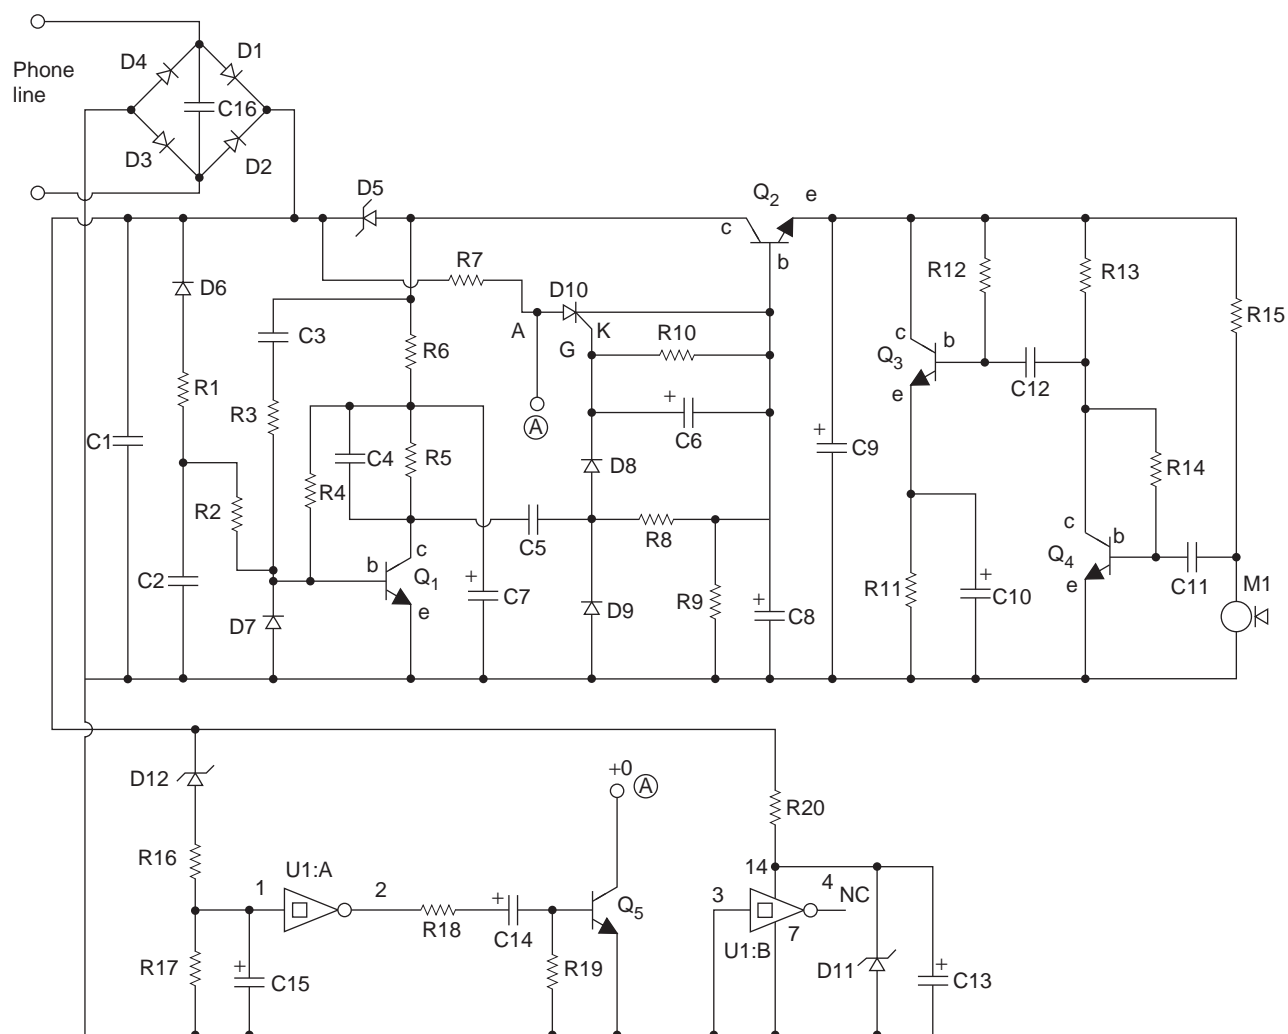 D1
D4
Phone
line
C16
D3
D2
D5
Q2
e
c
b
R7
D10
A
K
G
R10
R12
R13
R15
D6
C3
R6
c
b
Q3
e
C12
R1
R3
A
+
C6
+
C9
C1
C4
R5
D8
R14
R4
R2
C5
R8
c
b
Q4
e
C11
M1
b
c
Q1
e
+
C7
R9
+
C8
R11
+
C10
C2
D7
D9
D12
+0
A
R20
R16
U1:A
14
4
1
2
3
NC
+
Q5
R18
C14
7
U1:B
R17
+
C15
R19
D11
+
C13